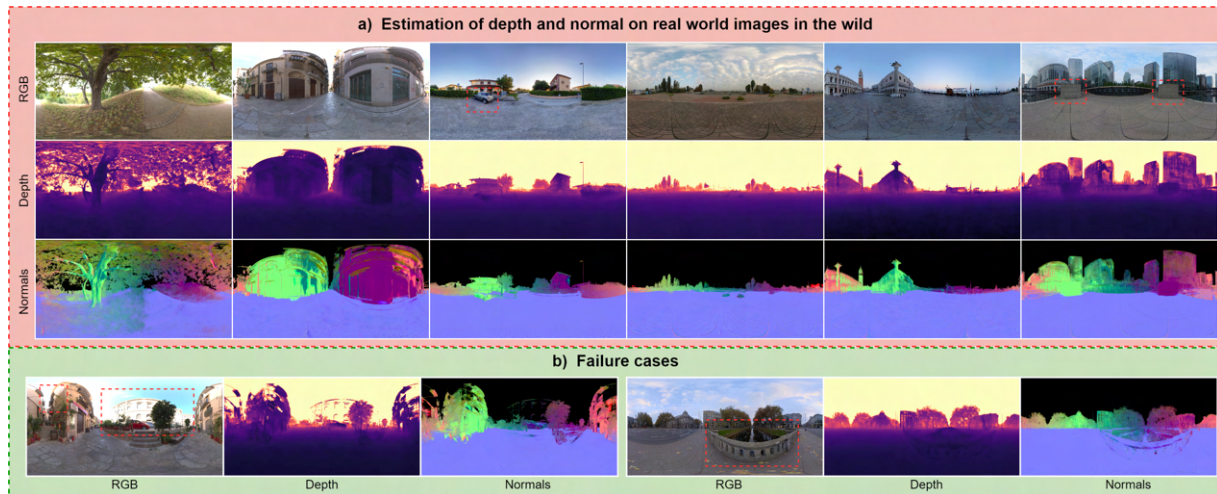 a) Estimation of depth and normal on real world images in the wild
RGB
Depth
Normals
b) Failure cases
RGB Depth Normals RGB Depth Normals